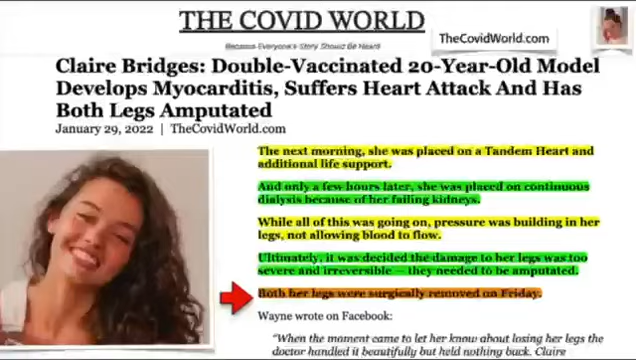 THE COVID WORLD
Because Everyone's Story Should Be Heard
TheCovidWorld.com
Claire Bridges: Double-Vaccinated 20-Year-Old Model
Develops Myocarditis, Suffers Heart Attack And Has
Both Legs Amputated
January 29, 2022 | TheCovidWorld.com
The next morning, she was placed on a Tandem Heart and
additional life support.
And only a few hours later, she was placed on continuous
dialysis because of her failing kidneys.
While all of this was going on, pressure was building in her
legs, not allowing blood to flow.
Ultimately, it was decided the damage to her legs was too
severe and irreversible — they needed to be amputated.
Both her legs were surgically removed on Friday.
Wayne wrote on Facebook:
"When the moment came to let her know about losing her legs the
doctor handled it beautifully but held nothing back. Claire